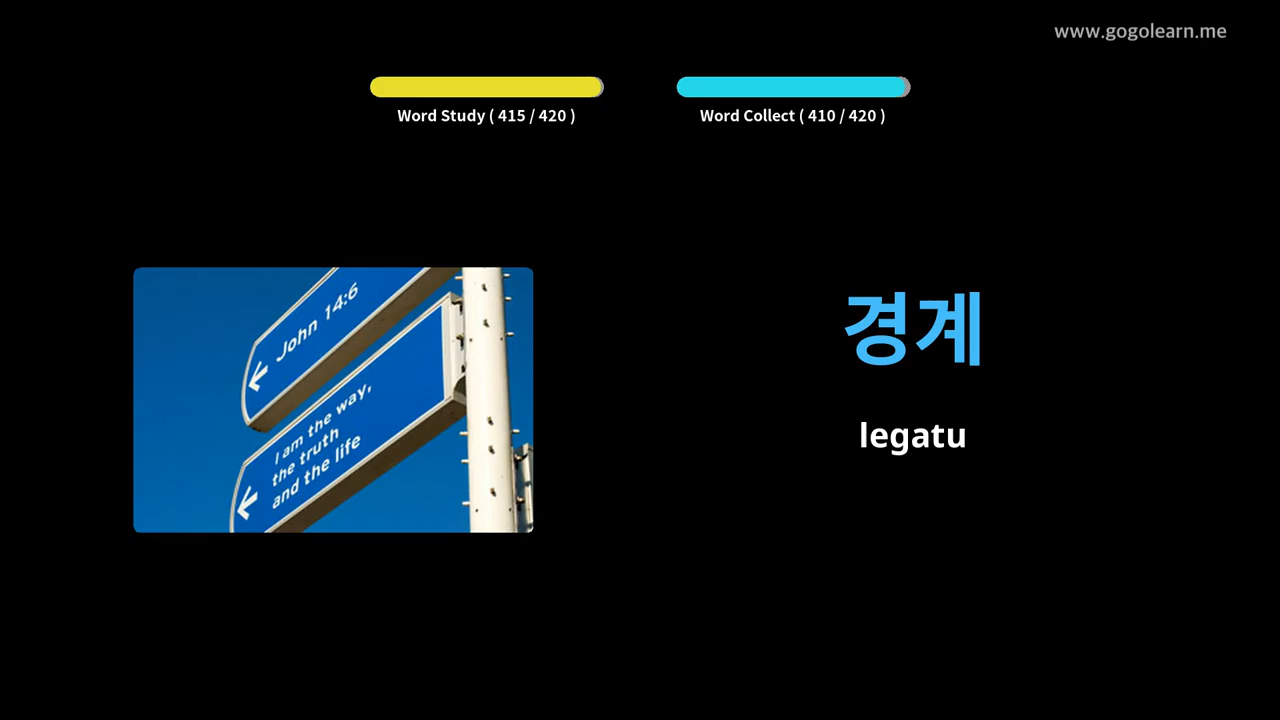 www.gogolearn.me
Word Study ( 415 / 420 )
Word Collect ( 410 / 420 )
John 14:6
I am the way,
the truth
and the life
경계
legatu